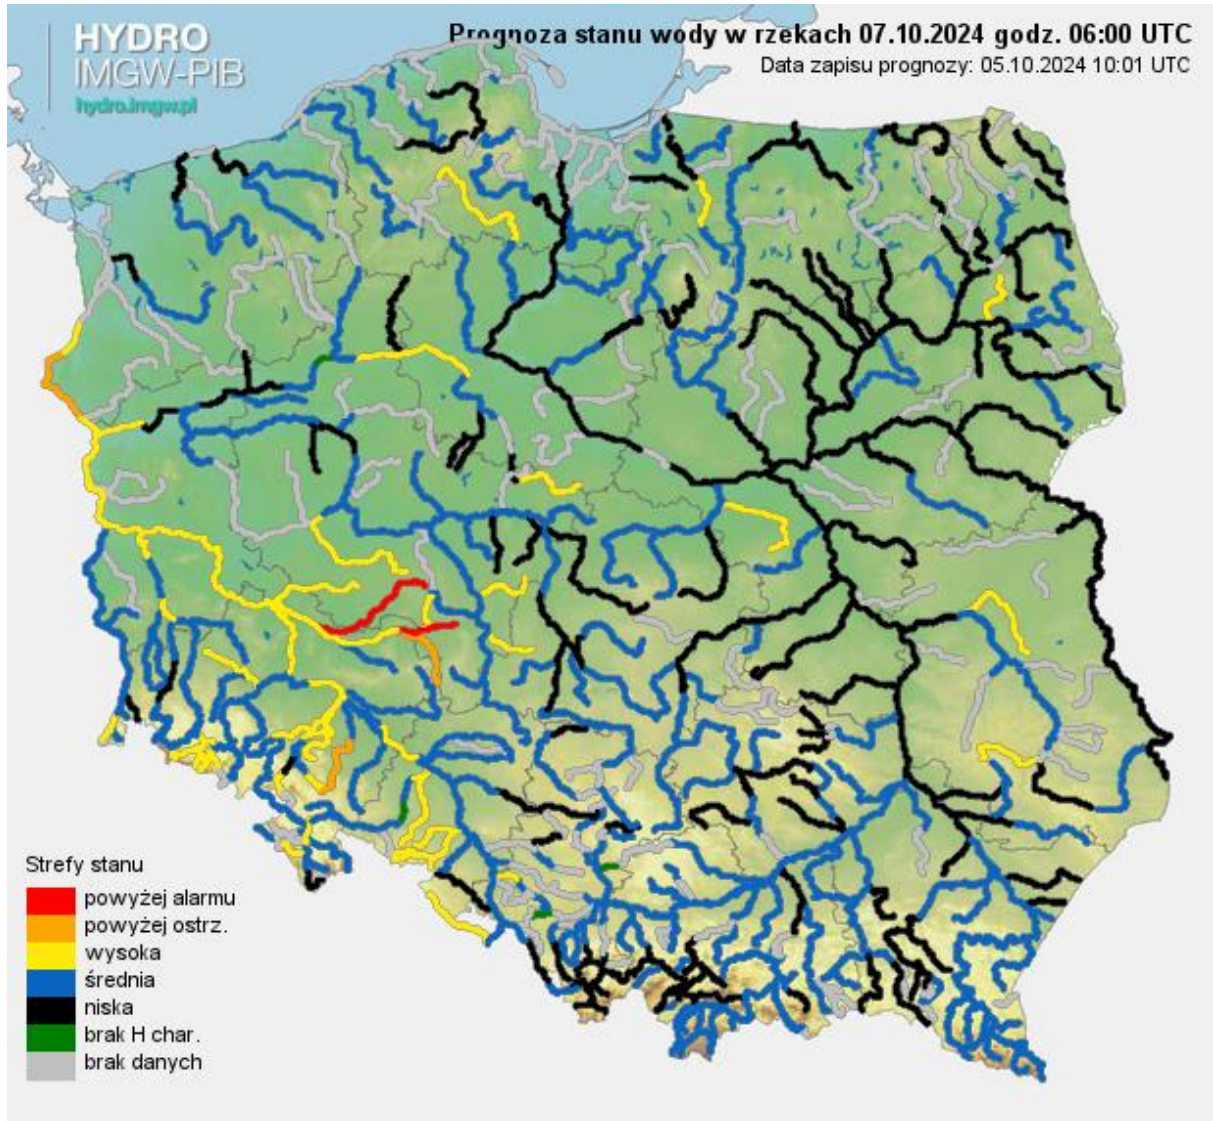 HYDRO
IMGW-PIB
hydro.imgw.pl
Prognoza stanu wody w rzekach 07.10.2024 godz. 06:00 UTC
Data zapisu prognozy: 05.10.2024 10:01 UTC
Strefy stanu
powyżej alarmu
powyżej ostrz.
wysoka
średnia
niska
brak H char.
brak danych